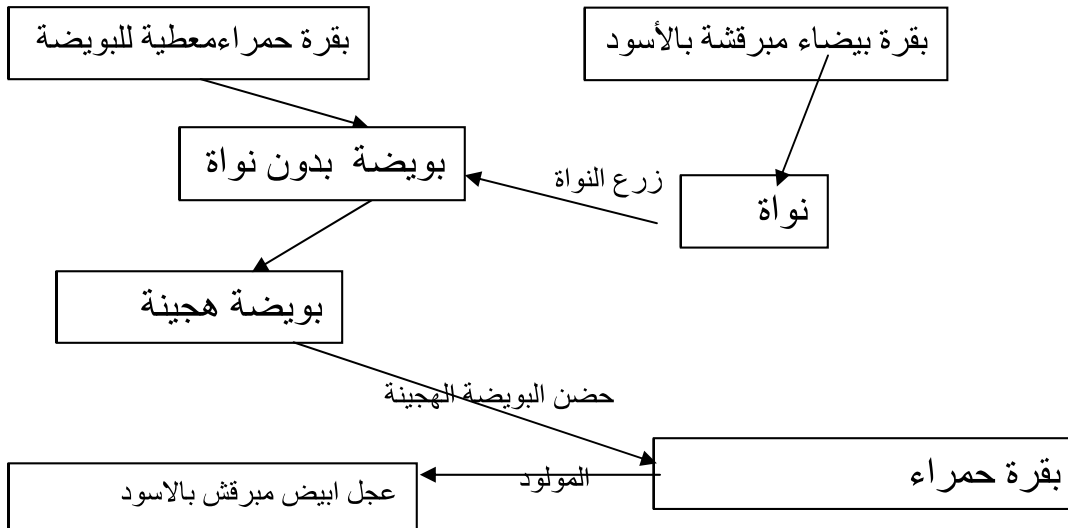 بقرة بيضاء مبرقشة بالأسود
بقرة حمراءمعطية للبويضة
بويضة بدون نواة
زرع النواة
نواة
بويضة هجينة
حضن البويضة الهجينة
بقرة حمراء
المولود
عجل ابيض مبرقش بالاسود